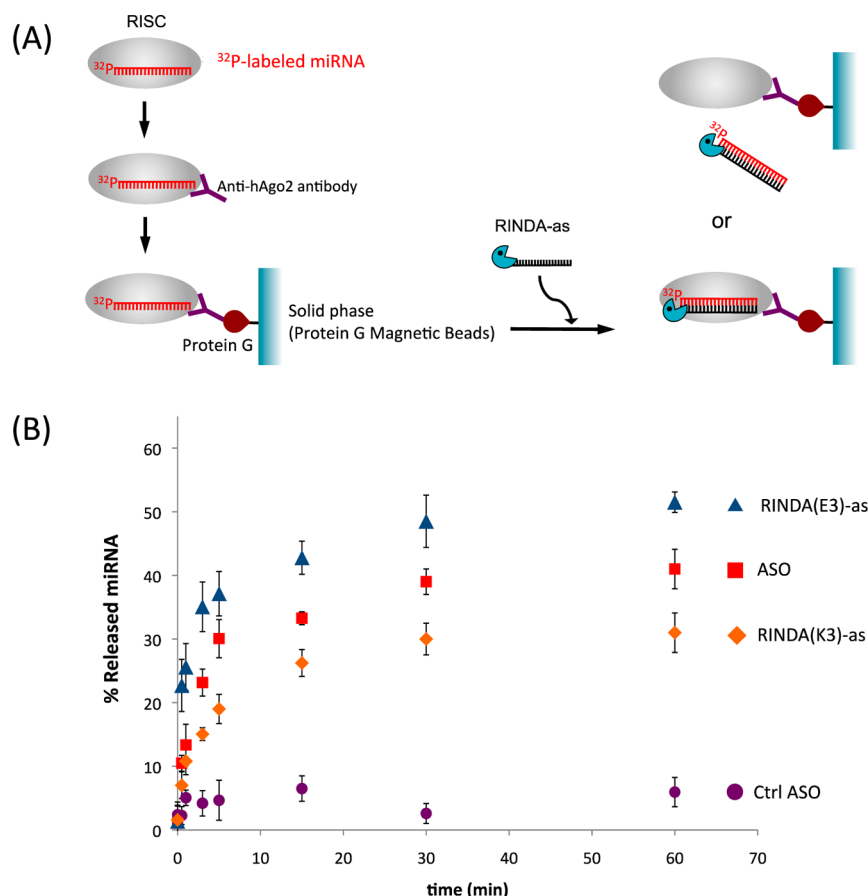 (A)
RISC
32P
32P-labeled miRNA
32P
Anti-hAgo2 antibody
32P
Protein G
Solid phase
(Protein G Magnetic Beads)
RINDA-as
32P
or
32P
(B)
% Released miRNA
60
50
40
30
20
10
0
0 10 20 30 40 50 60 70
time (min)
RINDA(E3)-as
ASO
RINDA(K3)-as
Ctrl ASO